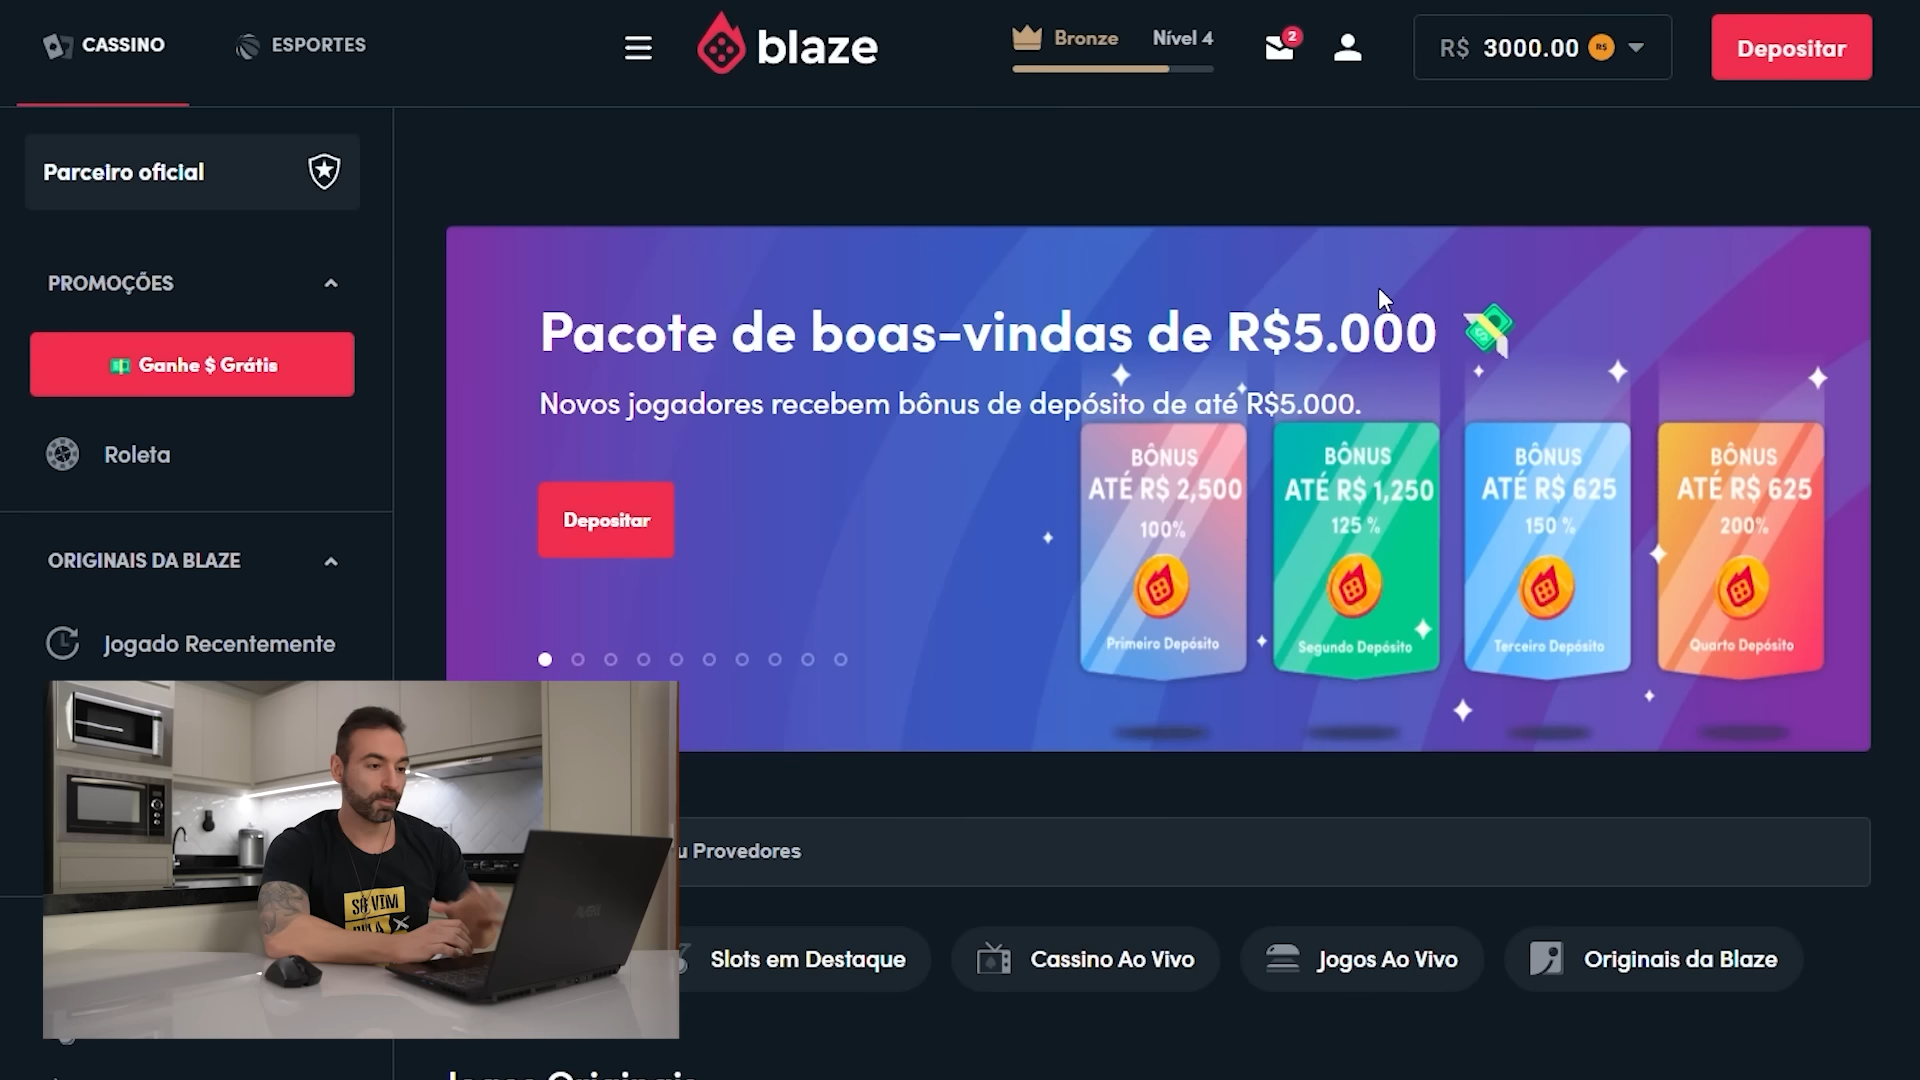 CASSINO
ESPORTES
blaze
Bronze
Nível 4
2
R$ 3000.00 R$
Depositar
Parceiro oficial
PROMOÇÕES
Ganhe $ Grátis
Roleta
ORIGINAIS DA BLAZE
Jogado Recentemente
Pacote de boas-vindas de R$5.000
Novos jogadores recebem bônus de depósito de até R$5.000.
Depositar
BÔNUS
ATÉ R$ 2,500
100%
Primeiro Depósito
BÔNUS
ATÉ R$ 1,250
125 %
Segundo Depósito
BÔNUS
ATÉ R$ 625
150 %
Terceiro Depósito
BÔNUS
ATÉ R$ 625
200%
Quarto Depósito
u Provedores
Slots em Destaque
Cassino Ao Vivo
Jogos Ao Vivo
Originais da Blaze
SÓ VIM